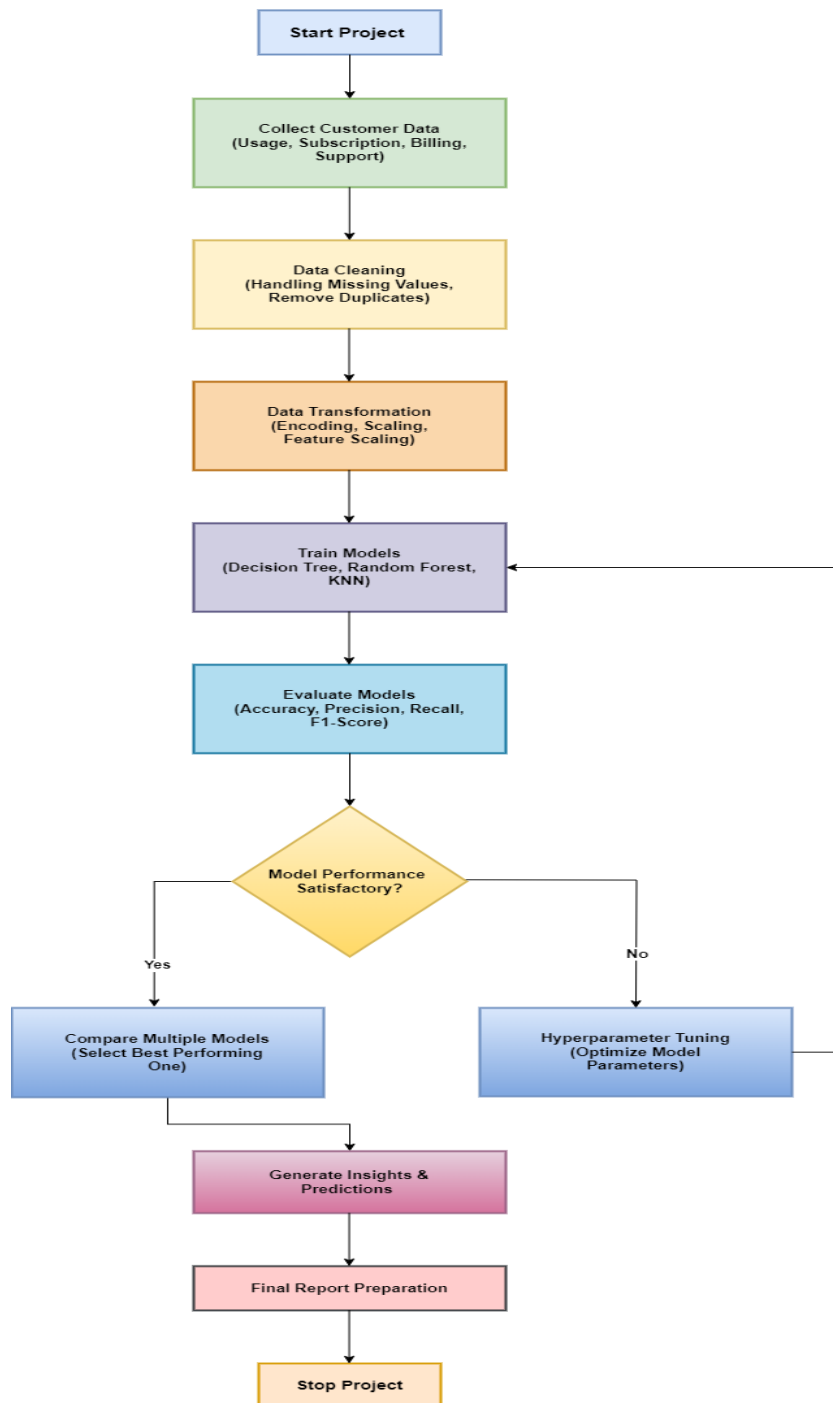 Start Project
Collect Customer Data
(Usage, Subscription, Billing,
Support)
Data Cleaning
(Handling Missing Values,
Remove Duplicates)
Data Transformation
(Encoding, Scaling,
Feature Scaling)
Train Models
(Decision Tree, Random Forest,
KNN)
Evaluate Models
(Accuracy, Precision, Recall,
F1-Score)
Model Performance
Satisfactory?
Yes
No
Compare Multiple Models
(Select Best Performing
One)
Hyperparameter Tuning
(Optimize Model
Parameters)
Generate Insights &
Predictions
Final Report Preparation
Stop Project